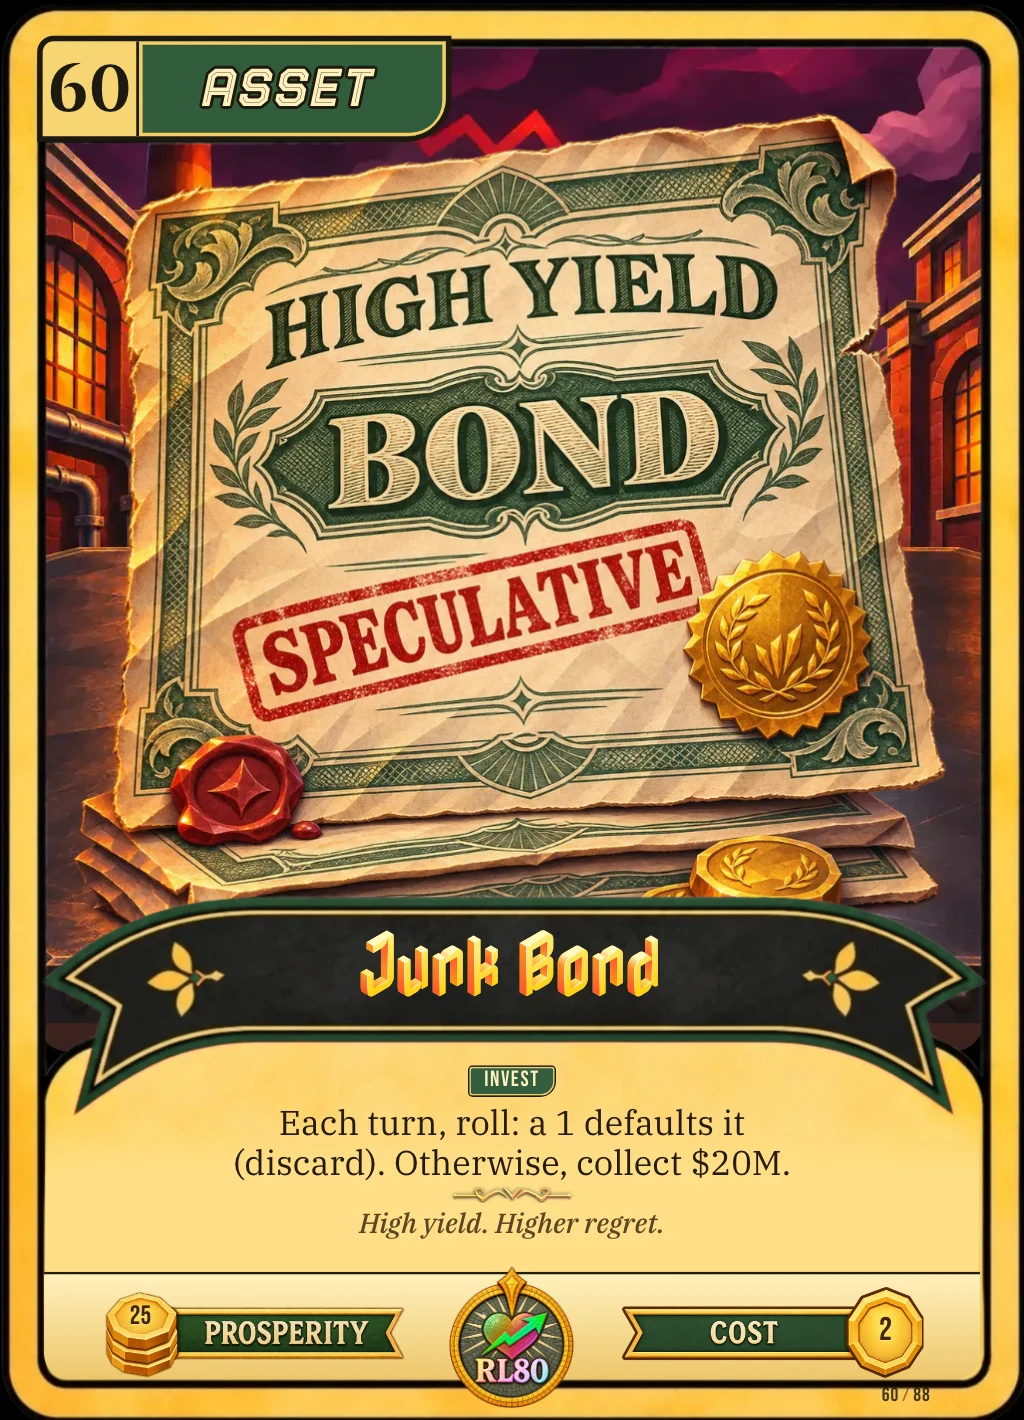 60
ASSET
HIGH YIELD
BOND
SPECULATIVE
Junk Bond
INVEST
Each turn, roll: a 1 defaults it
(discard). Otherwise, collect $20M.
High yield. Higher regret.
25
PROSPERITY
RL80
COST
2
60 / 88